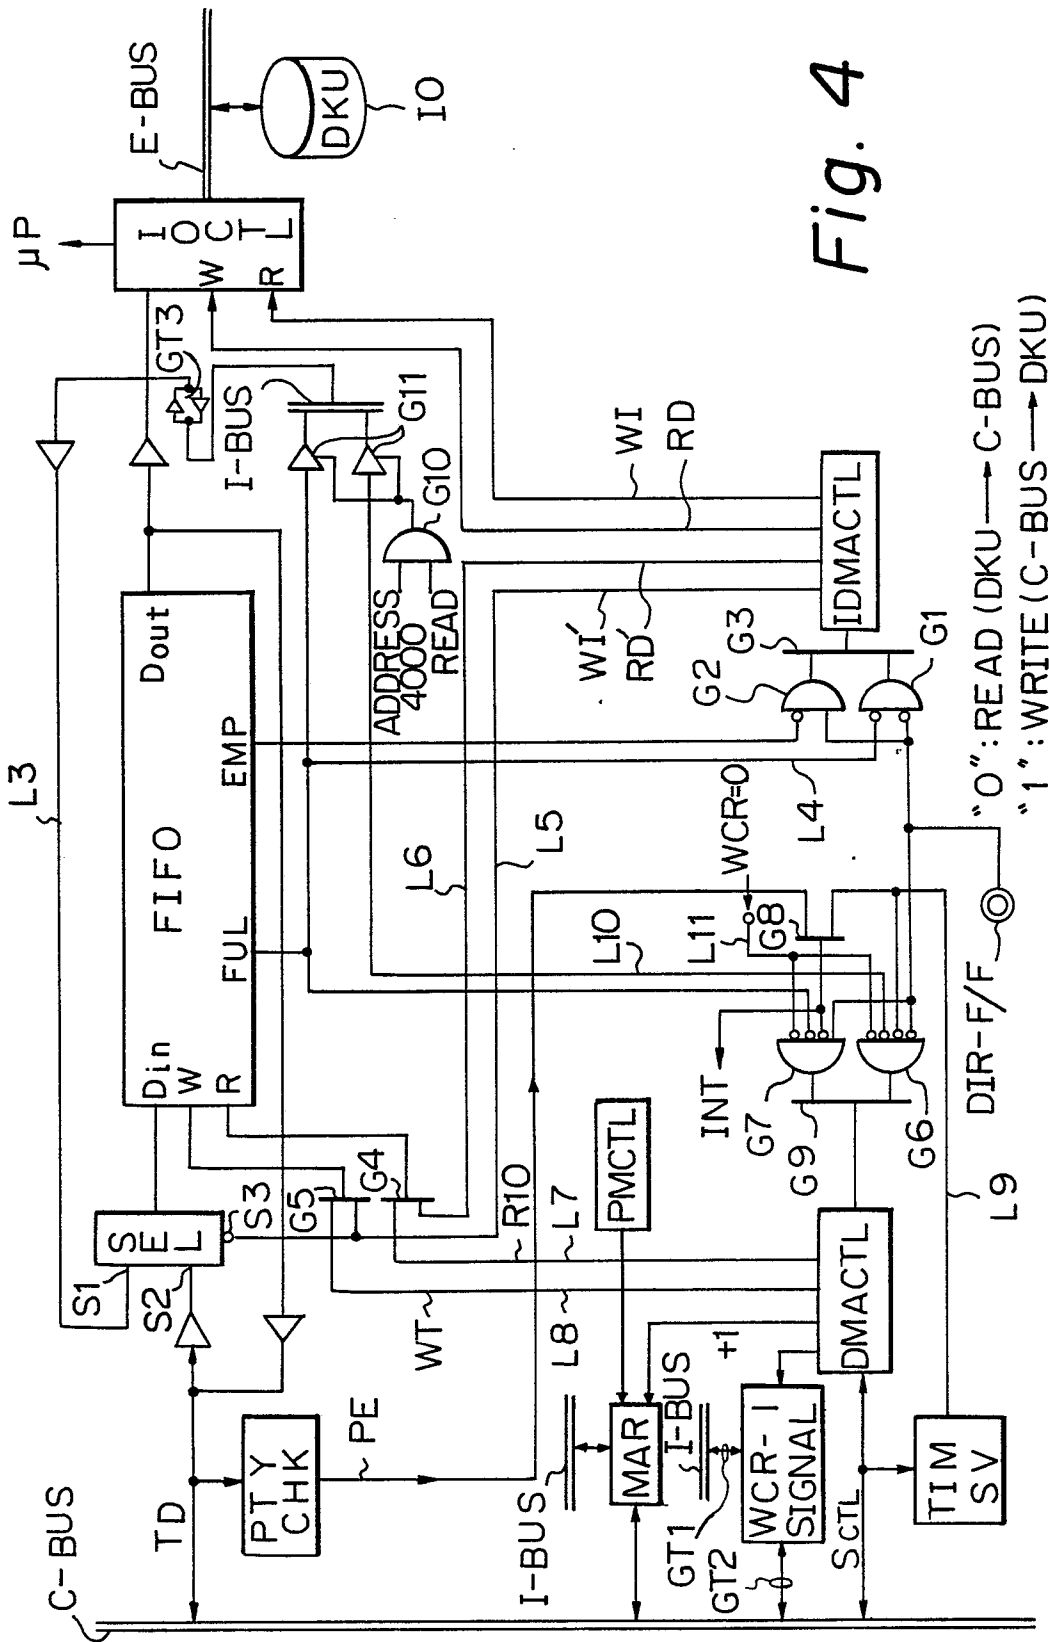 C-BUS
TD
PTY
CHK
PE
S1
S2
SEL
S3
L3
Din
W
R
FIFO
FUL
EMP
Dout
GT3
µP
IOCTL
W
R
E-BUS
DKU
IO
I-BUS
G11
G10
ADDRESS
4000
READ
G5
G4
L6
L5
WT
R10
L8
L7
L10
L11
WCR=0
G8
L4
WI´
RD´
WI
RD
IDMACTL
G3
G2
G1
PMCTL
INT
G7
G9
G6
I-BUS
MAR
+1
I-BUS
GT1
GT2
WCR-1
SIGNAL
DMACTL
SCTL
TIM
SV
L9
DIR-F/F
"0":READ(DKU→C-BUS)
"1":WRITE(C-BUS→DKU)
Fig. 4